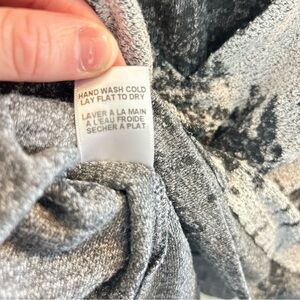 HAND WASH COLD
LAY FLAT TO DRY
LAVER A LA MAIN
A L'EAU FROIDE
SECHER A PLAT